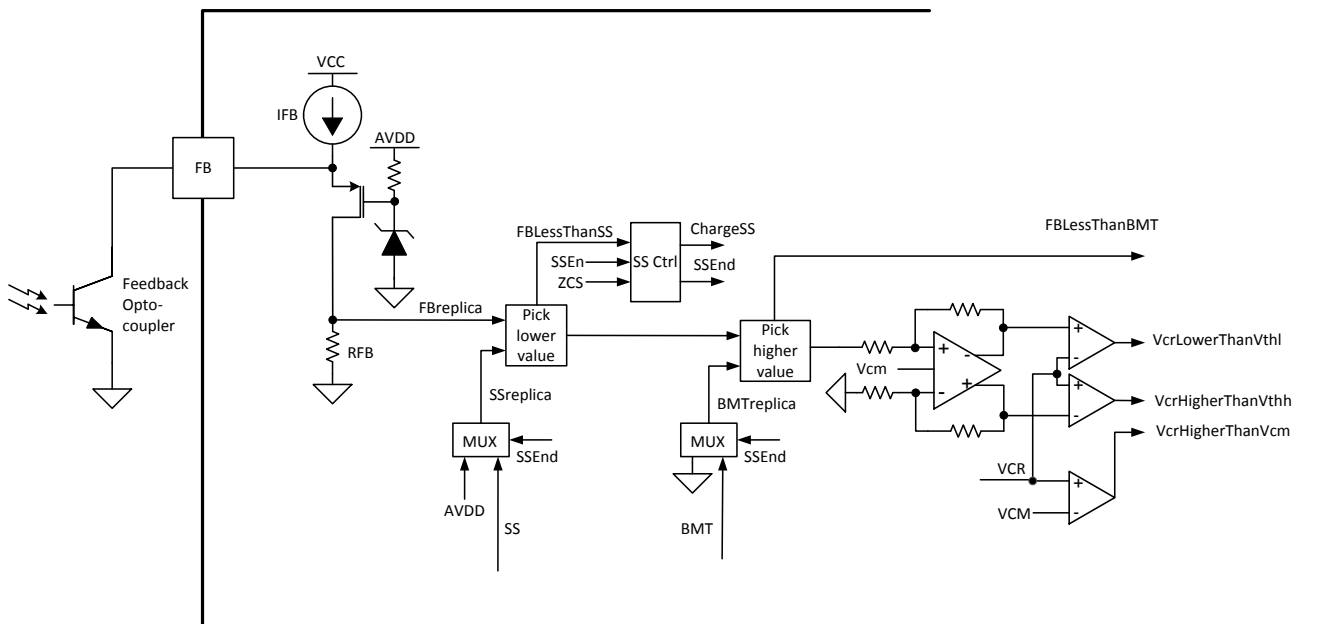 VCC
IFB
AVDD
FB
FBLessThanSS
ChargeSS
FBLessThanBMT
SSEn
SS Ctrl
SSEnd
ZCS
Feedback
Opto-
coupler
FBreplica
Pick
lower
value
Pick
higher
value
RFB
+
-
Vcm
+
-
+
-
VcrLowerThanVthl
SSreplica
BMTreplica
+
-
VcrHigherThanVthh
MUX
SSEnd
MUX
SSEnd
VcrHigherThanVcm
VCR
+
AVDD
SS
BMT
VCM
-